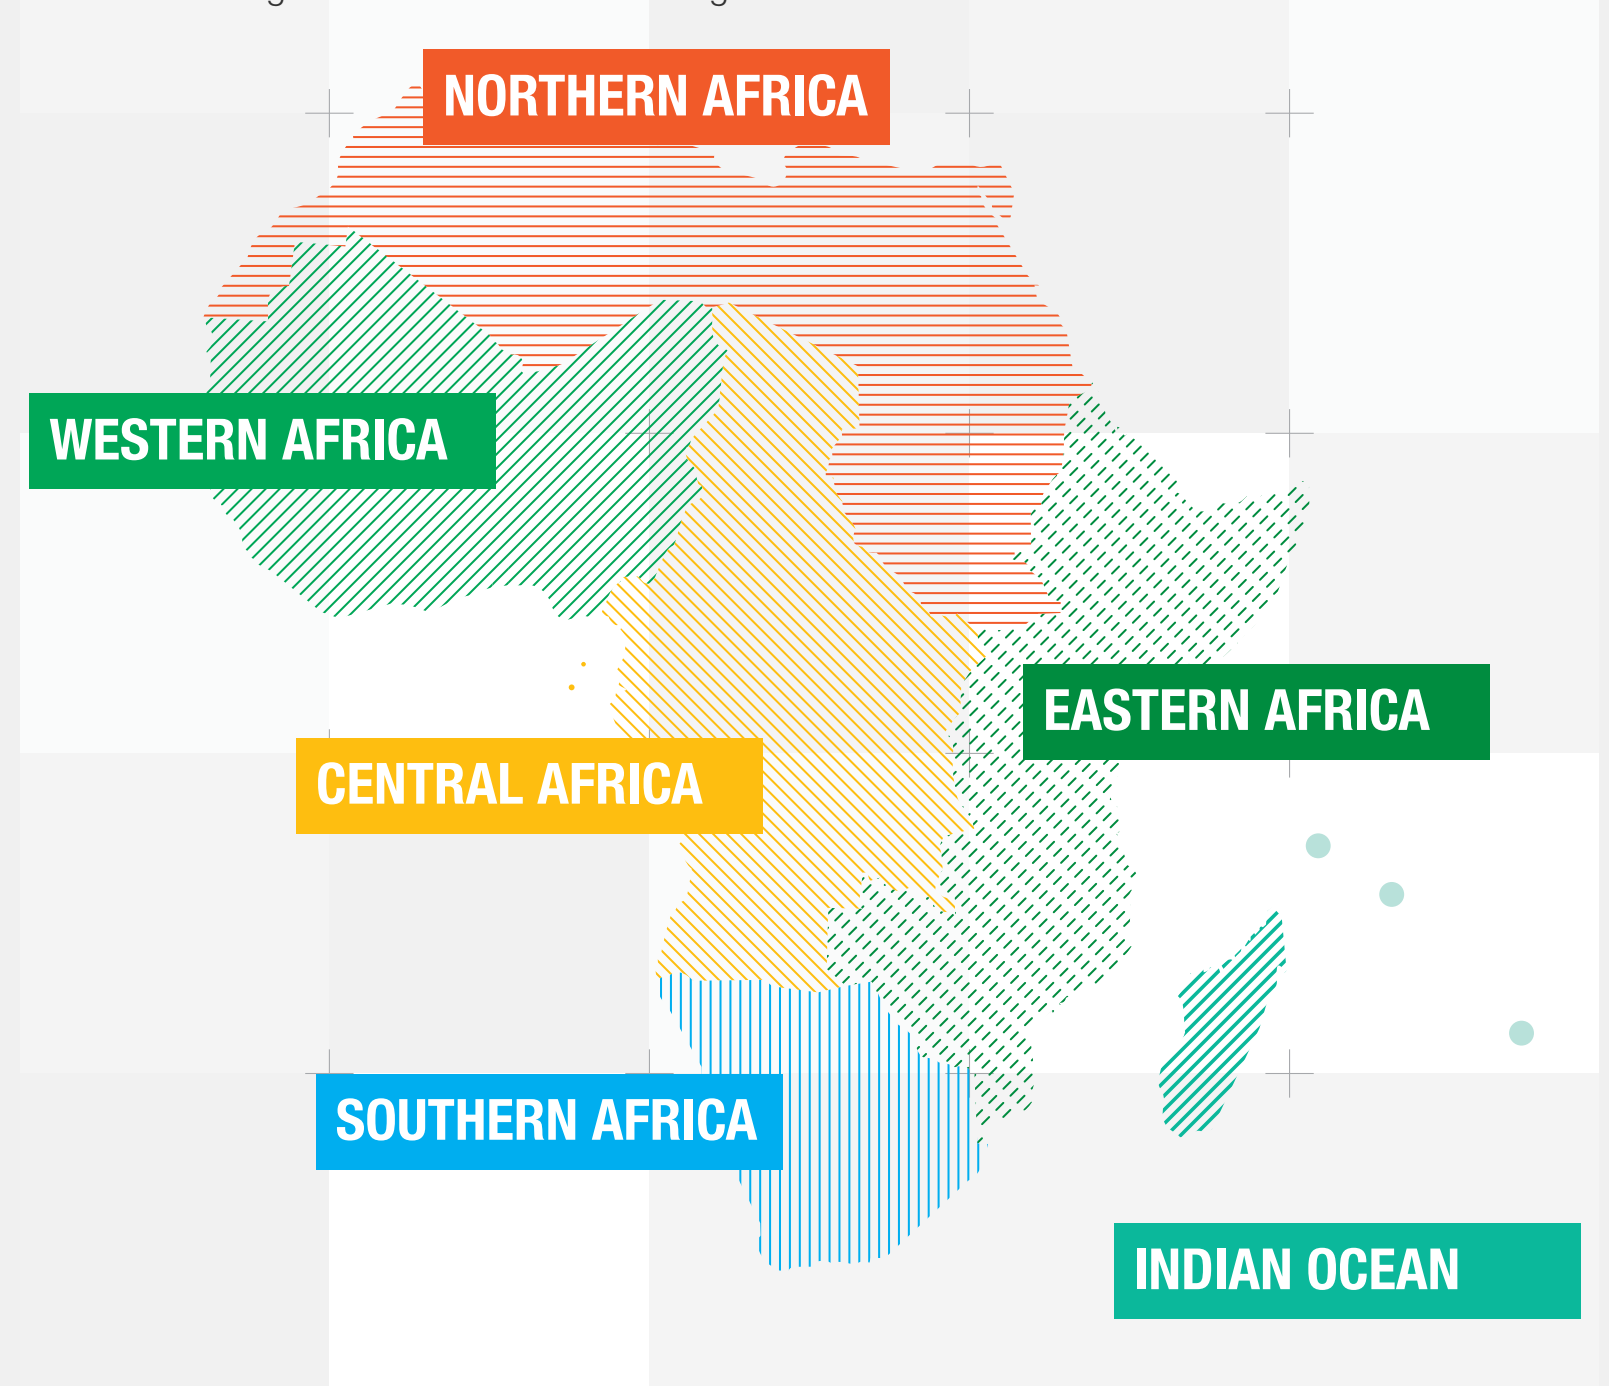 NORTHERN AFRICA
WESTERN AFRICA
EASTERN AFRICA
CENTRAL AFRICA
SOUTHERN AFRICA
INDIAN OCEAN